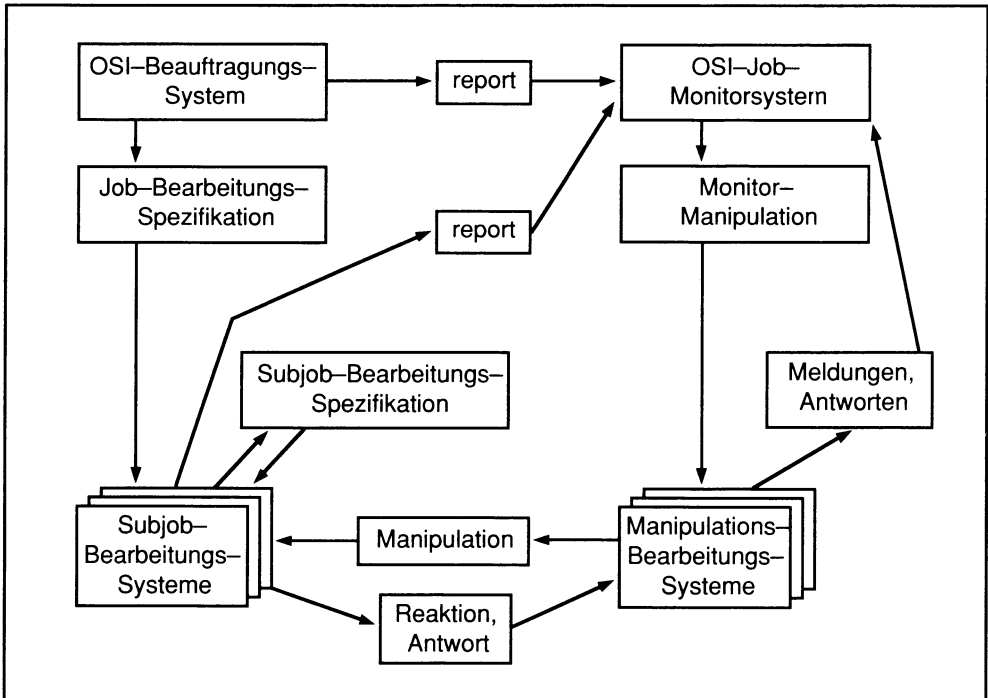 OSI–Beauftragungs–
System
report
OSI–Job–
Monitorsystern
Job–Bearbeitungs–
Spezifikation
report
Monitor–
Manipulation
Subjob–Bearbeitungs–
Spezifikation
Meldungen,
Antworten
Subjob–
Bearbeitungs–
Systeme
Manipulation
Manipulations–
Bearbeitungs–
Systeme
Reaktion,
Antwort